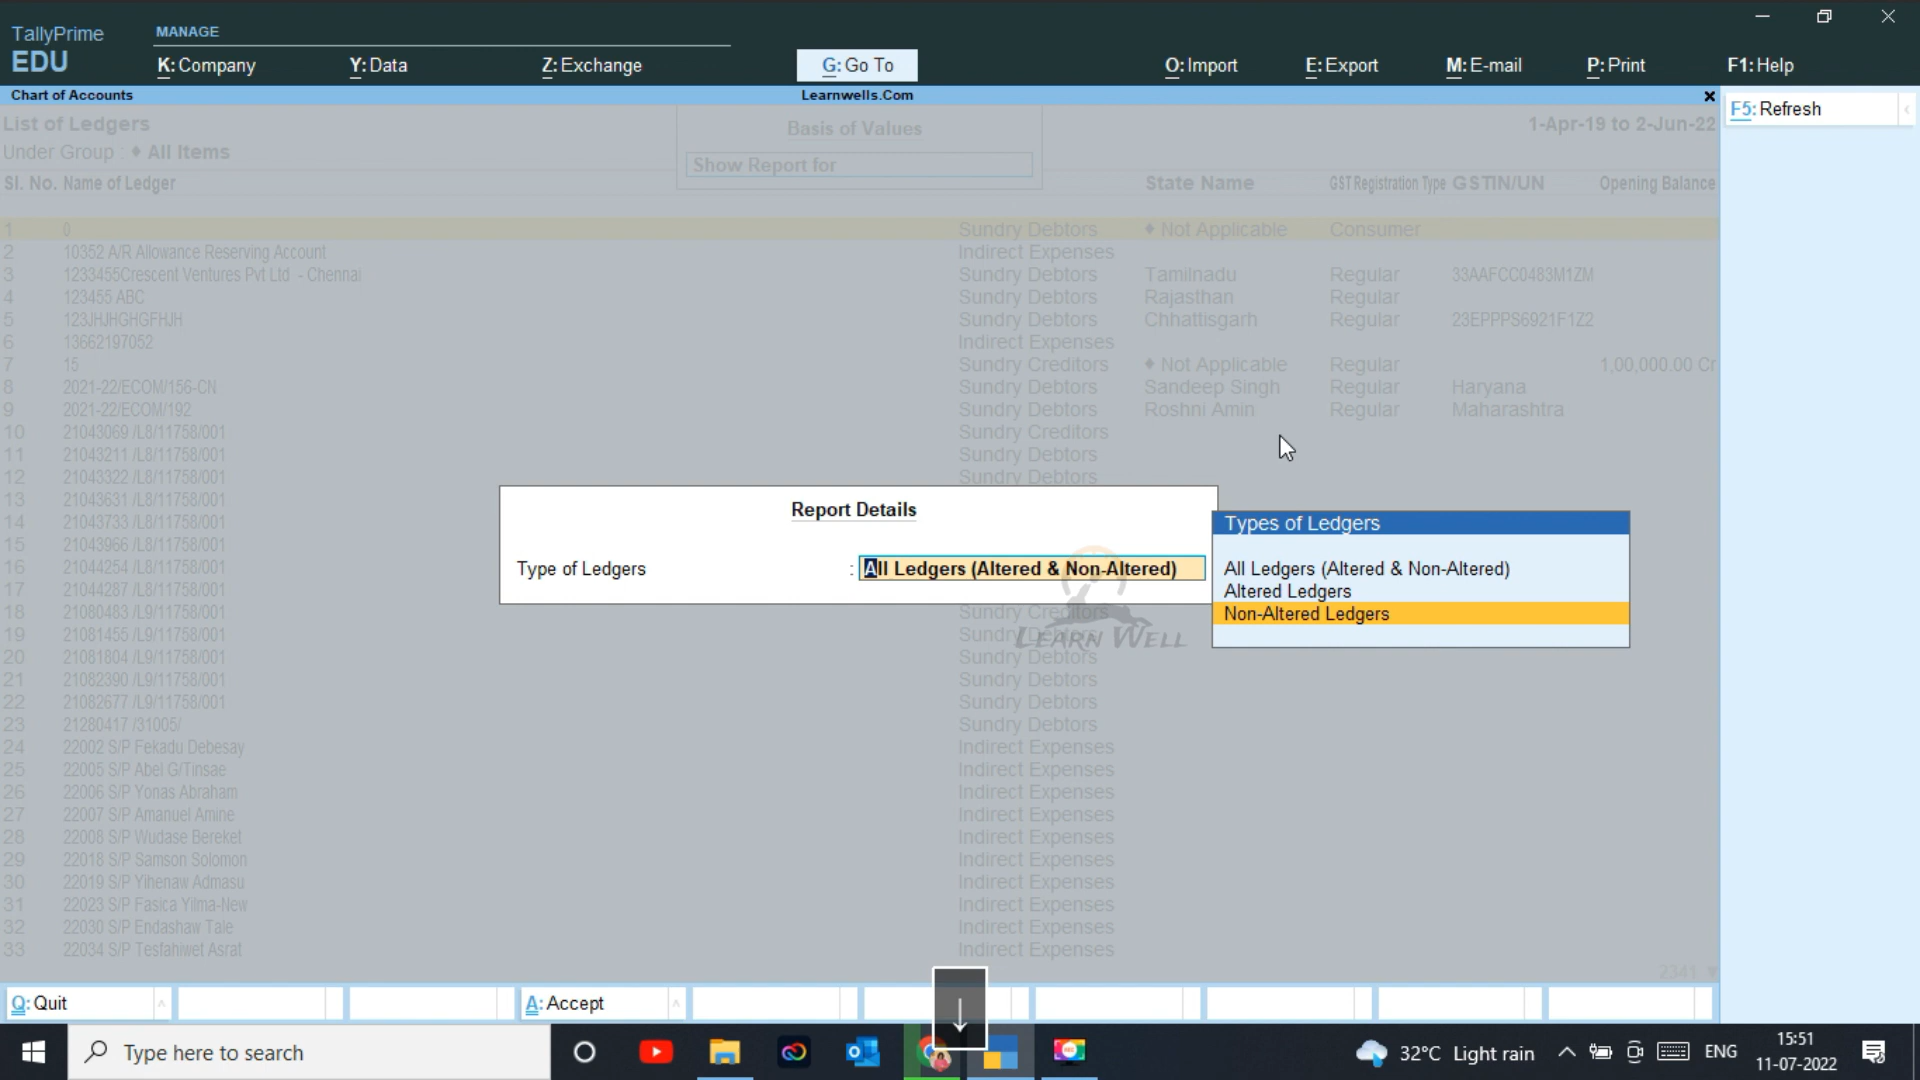 TallyPrime
EDU
MANAGE
K: Company
Y: Data
Z: Exchange
G: Go To
O: Import
E: Export
M: E-mail
P: Print
F1: Help
Chart of Accounts
Learnwells.Com
F5: Refresh
List of Ledgers
Basis of Values
1-Apr-19 to 2-Jun-22
Under Group : ♦ All Items
Show Report for
Sl. No. Name of Ledger State Name GST Registration Type GSTIN/UN Opening Balance
1 0 Sundry Debtors ♦ Not Applicable Consumer
2 10352 A/R Allowance Reserving Account Indirect Expenses
3 1233455Crescent Ventures Pvt Ltd - Chennai Sundry Debtors Tamilnadu Regular 33AAFCC0483M1ZM
4 123455 ABC Sundry Debtors Rajasthan Regular
5 123JHJHGHGFHJH Sundry Debtors Chhattisgarh Regular 23EPPPS6921F1Z2
6 13662197052 Indirect Expenses
7 15 Sundry Creditors ♦ Not Applicable Regular 1,00,000.00 Cr
8 2021-22/ECOM/156-CN Sundry Debtors Sandeep Singh Regular Haryana
9 2021-22/ECOM/192 Sundry Debtors Roshni Amin Regular Maharashtra
10 21043069 /L8/11758/001 Sundry Creditors
11 21043211 /L8/11758/001 Sundry Debtors
12 21043322 /L8/11758/001 Sundry Debtors
13 21043631 /L8/11758/001
14 21043733 /L8/11758/001
15 21043966 /L8/11758/001
16 21044254 /L8/11758/001
17 21044287 /L8/11758/001
18 21080483 /L9/11758/001 Sundry Creditors
19 21081455 /L9/11758/001 Sundry Debtors
20 21081804 /L9/11758/001 Sundry Debtors
21 21082390 /L9/11758/001 Sundry Debtors
22 21082677 /L9/11758/001 Sundry Debtors
23 21280417 /31005/ Sundry Debtors
24 22002 S/P Fekadu Debesay Indirect Expenses
25 22005 S/P Abel G/Tinsae Indirect Expenses
26 22006 S/P Yonas Abraham Indirect Expenses
27 22007 S/P Amanuel Amine Indirect Expenses
28 22008 S/P Wudase Bereket Indirect Expenses
29 22018 S/P Samson Solomon Indirect Expenses
30 22019 S/P Yihenaw Admasu Indirect Expenses
31 22023 S/P Fasica Yilma-New Indirect Expenses
32 22030 S/P Endashaw Tale Indirect Expenses
33 22034 S/P Tesfahiwet Asrat Indirect Expenses
2341
Report Details
Type of Ledgers : All Ledgers (Altered & Non-Altered)
Types of Ledgers
All Ledgers (Altered & Non-Altered)
Altered Ledgers
Non-Altered Ledgers
LEARN WELL
Q: Quit
A: Accept
Type here to search
32°C Light rain
ENG
15:51
11-07-2022